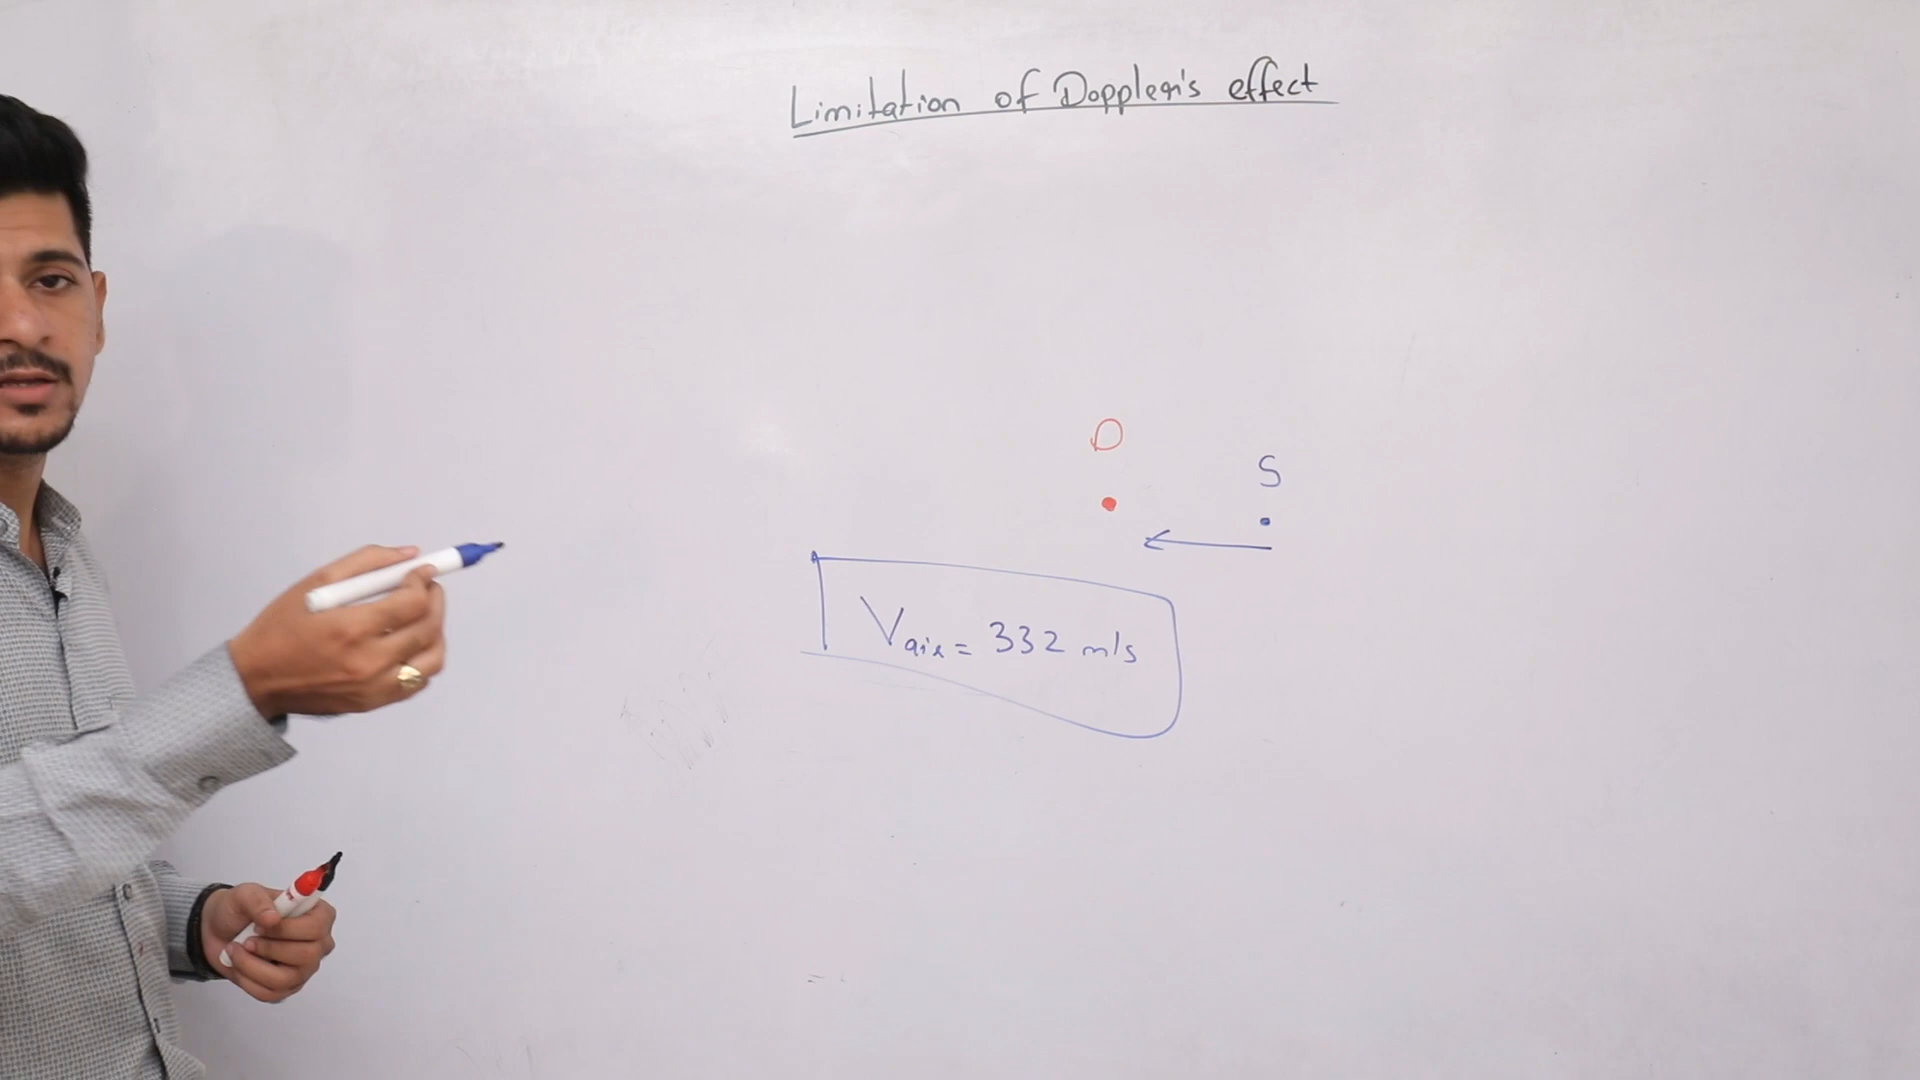 Limitation of Doppler's effect
O
S
Vair = 332 m/s